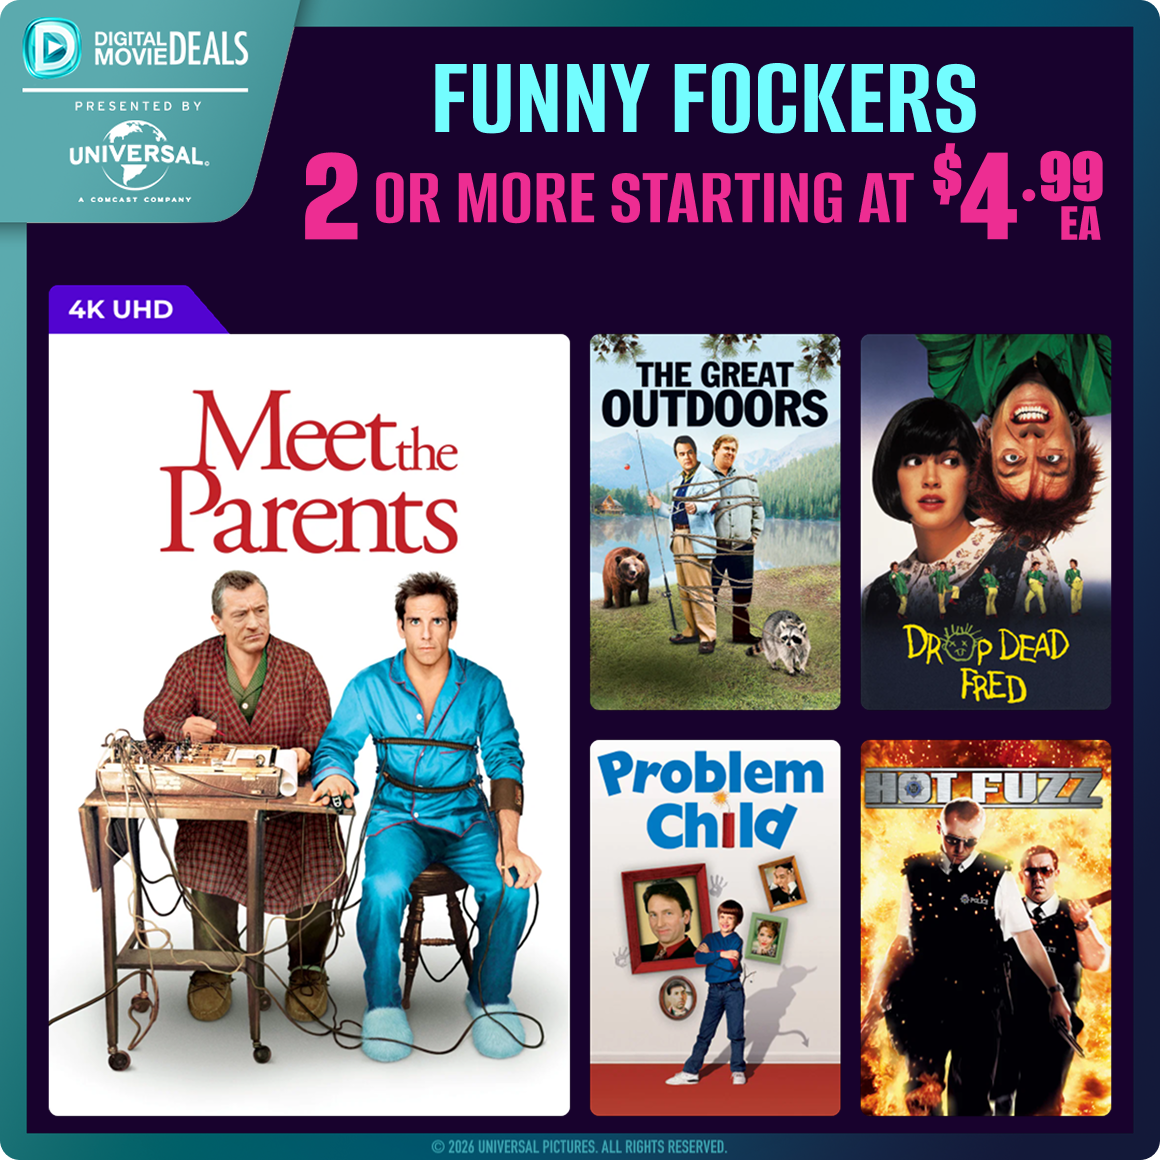 DIGITAL
MOVIE DEALS
PRESENTED BY
UNIVERSAL
A COMCAST COMPANY
FUNNY FOCKERS
2 OR MORE STARTING AT $4.99
EA
4K UHD
Meet the
Parents
THE GREAT
OUTDOORS
DROP DEAD
FRED
Problem
Child
HOT FUZZ
POLICE
© 2026 UNIVERSAL PICTURES. ALL RIGHTS RESERVED.